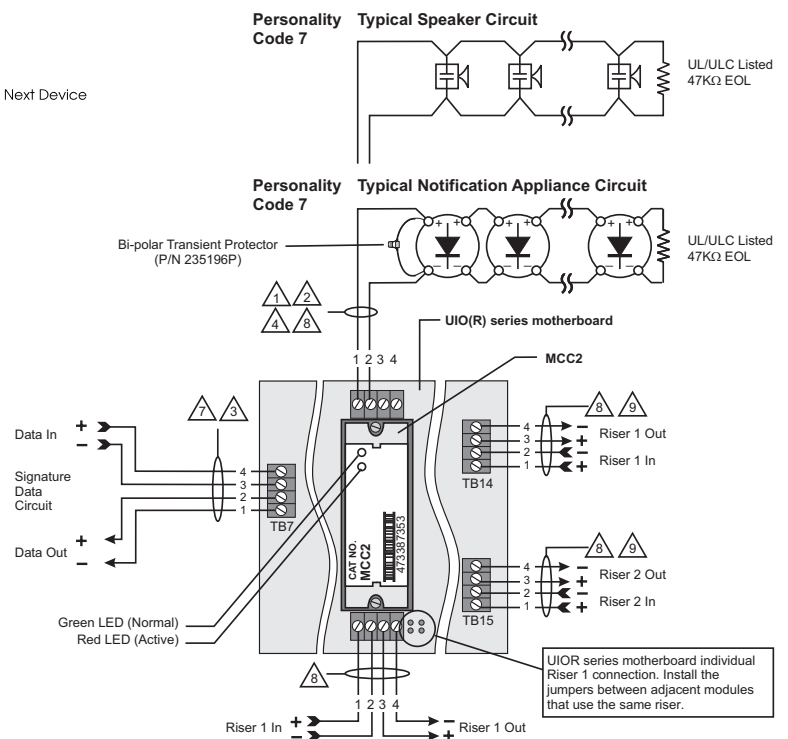 Personality Typical Speaker Circuit
Code 7
UL/ULC Listed
47KΩ EOL
Next Device
Personality Typical Notification Appliance Circuit
Code 7
+ +
+ +
+ +
− −
− −
− −
UL/ULC Listed
47KΩ EOL
Bi-polar Transient Protector
(P/N 235196P)
1 2
4 8
UIO(R) series motherboard
1 2 3 4
MCC2
7 3
8 9
Data In + −
4
3
2
1
TB7
Signature
Data
Circuit
Data Out + −
4 − Riser 1 Out
3 +
2 − Riser 1 In
1 +
TB14
CAT NO.
MCC2
473387353
8 9
4 − Riser 2 Out
3 +
2 − Riser 2 In
1 +
TB15
Green LED (Normal)
Red LED (Active)
8
UIOR series motherboard individual
Riser 1 connection. Install the
jumpers between adjacent modules
that use the same riser.
1 2 3 4
Riser 1 In + −
− + Riser 1 Out